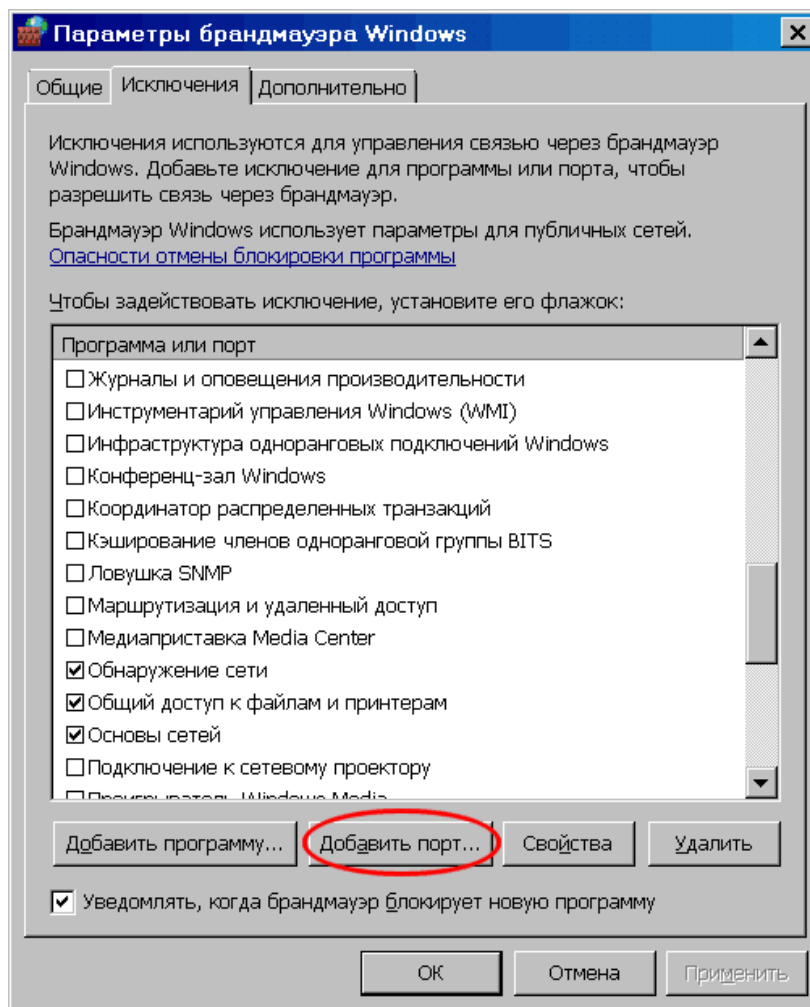 Параметры брандмауэра Windows
Общие
Исключения
Дополнительно
Исключения используются для управления связью через брандмауэр
Windows. Добавьте исключение для программы или порта, чтобы
разрешить связь через брандмауэр.
Брандмауэр Windows использует параметры для публичных сетей.
Опасности отмены блокировки программы
Чтобы задействовать исключение, установите его флажок:
Программа или порт
Журналы и оповещения производительности
Инструментарий управления Windows (WMI)
Инфраструктура одноранговых подключений Windows
Конференц-зал Windows
Координатор распределенных транзакций
Кэширование членов одноранговой группы BITS
Ловушка SNMP
Маршрутизация и удаленный доступ
Медиаприставка Media Center
Обнаружение сети
Общий доступ к файлам и принтерам
Основы сетей
Подключение к сетевому проектору
Проигрыватель Windows Media
Добавить программу...
Добавить порт...
Свойства
Удалить
Уведомлять, когда брандмауэр блокирует новую программу
ОК
Отмена
Применить